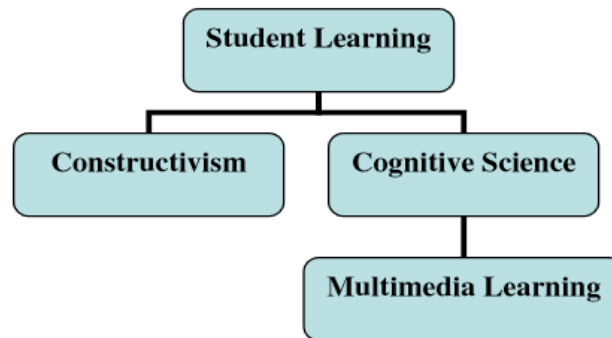 Student Learning
Constructivism
Cognitive Science
Multimedia Learning